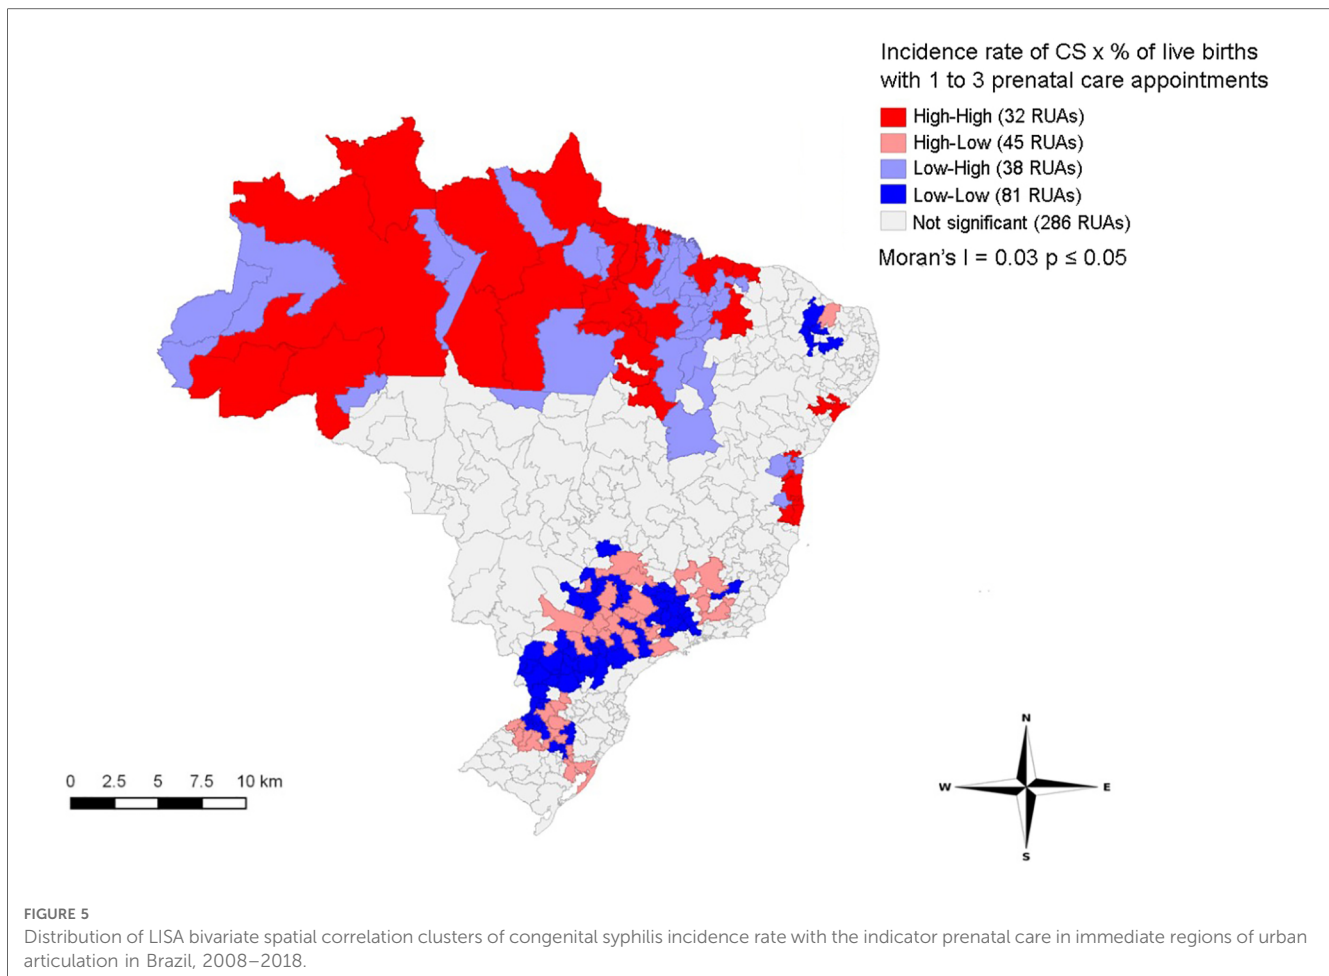 Incidence rate of CS x % of live births
with 1 to 3 prenatal care appointments
High-High (32 RUAs)
High-Low (45 RUAs)
Low-High (38 RUAs)
Low-Low (81 RUAs)
Not significant (286 RUAs)
Moran's I = 0.03 p ≤ 0.05
0 2.5 5 7.5 10 km
N
W E
S
FIGURE 5
Distribution of LISA bivariate spatial correlation clusters of congenital syphilis incidence rate with the indicator prenatal care in immediate regions of urban
articulation in Brazil, 2008–2018.